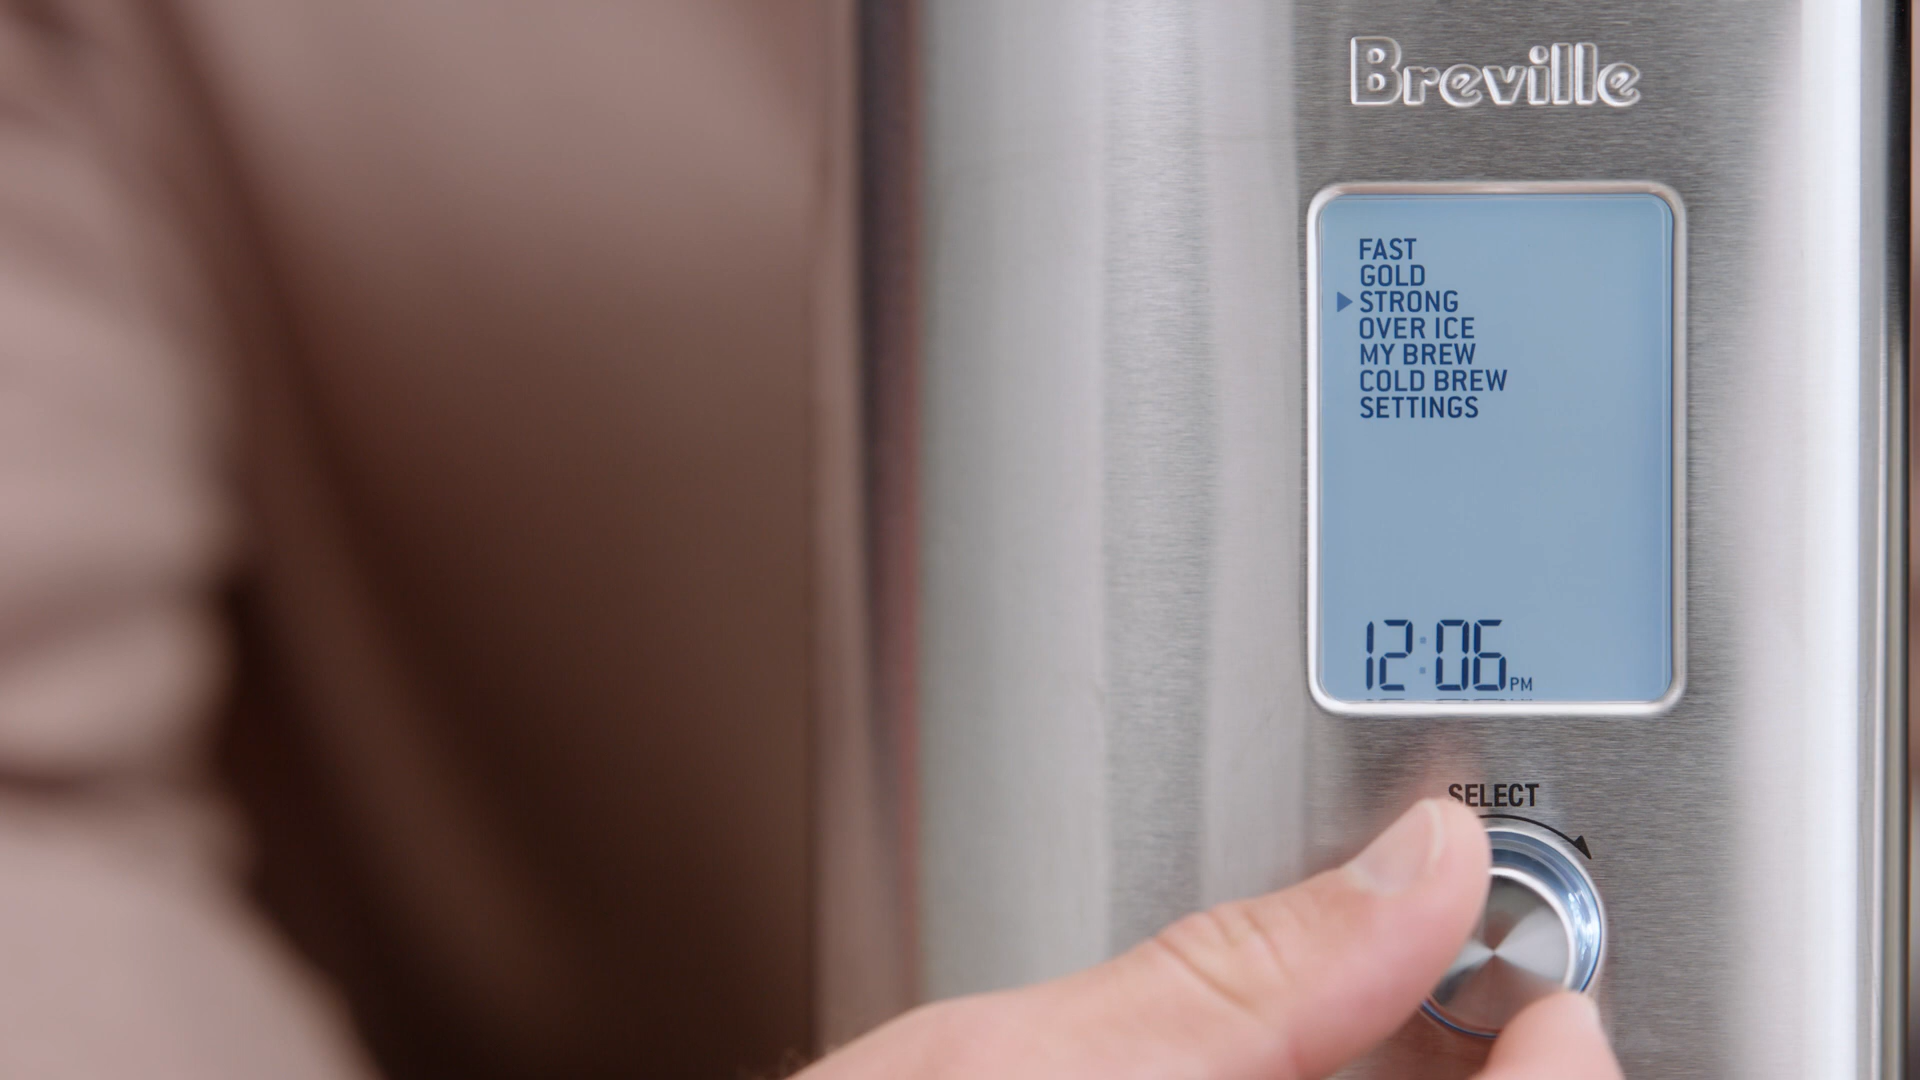 Breville
FAST
GOLD
STRONG
OVER ICE
MY BREW
COLD BREW
SETTINGS
12:06 PM
SELECT